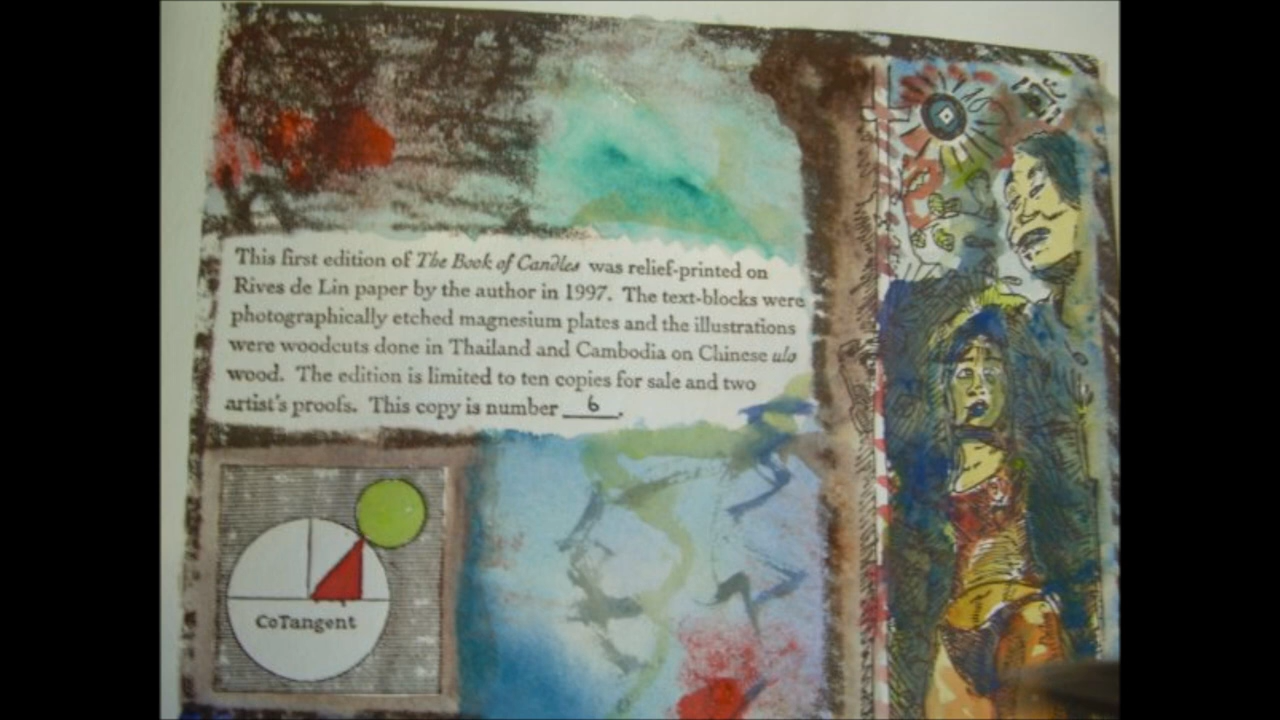 This first edition of The Book of Candles was relief-printed on
Rives de Lin paper by the author in 1997. The text-blocks were
photographically etched magnesium plates and the illustrations
were woodcuts done in Thailand and Cambodia on Chinese ulo
wood. The edition is limited to ten copies for sale and two
artist's proofs. This copy is number 6.
CoTangent